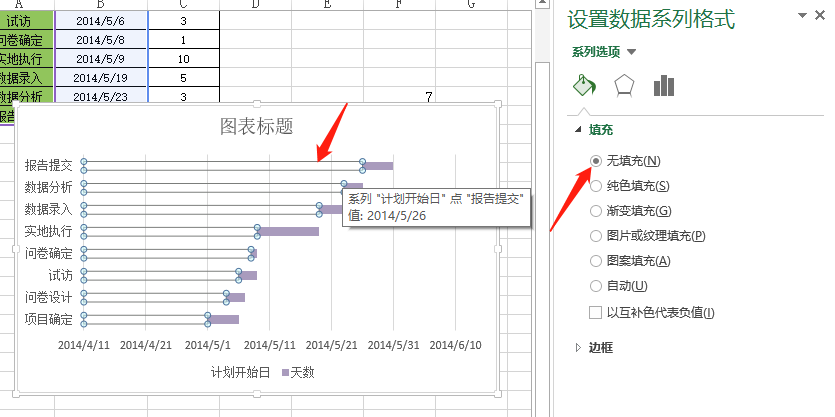 A B C D E F G H
试访 2014/5/6 3
问卷确定 2014/5/8 1
实地执行 2014/5/9 10
数据录入 2014/5/19 5
数据分析 2014/5/23 3 7
报告
图表标题
报告提交
数据分析
数据录入
实地执行
问卷确定
试访
问卷设计
项目确定
系列 "计划开始日" 点 "报告提交"
值: 2014/5/26
2014/4/11 2014/4/21 2014/5/1 2014/5/11 2014/5/21 2014/5/31 2014/6/10
计划开始日 天数
设置数据系列格式
系列选项
填充
无填充(N)
纯色填充(S)
渐变填充(G)
图片或纹理填充(P)
图案填充(A)
自动(U)
以互补色代表负值(I)
边框